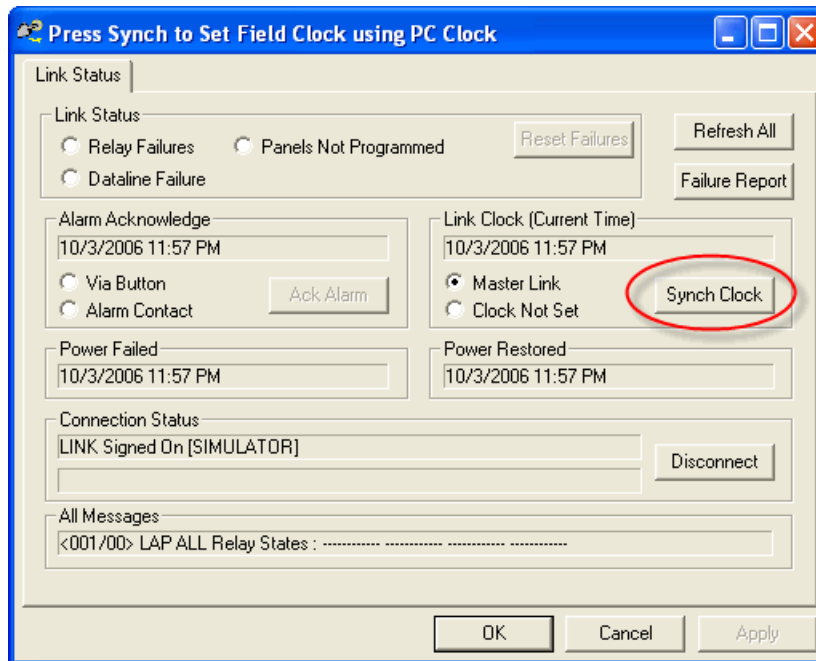 Press Synch to Set Field Clock using PC Clock
Link Status
Link Status
Relay Failures
Panels Not Programmed
Reset Failures
Dataline Failure
Refresh All
Failure Report
Alarm Acknowledge
10/3/2006 11:57 PM
Via Button
Alarm Contact
Ack Alarm
Link Clock (Current Time)
10/3/2006 11:57 PM
Master Link
Clock Not Set
Synch Clock
Power Failed
10/3/2006 11:57 PM
Power Restored
10/3/2006 11:57 PM
Connection Status
LINK Signed On [SIMULATOR]
Disconnect
All Messages
<001/00> LAP ALL Relay States : ------------ ------------ ------------ ------------
OK
Cancel
Apply